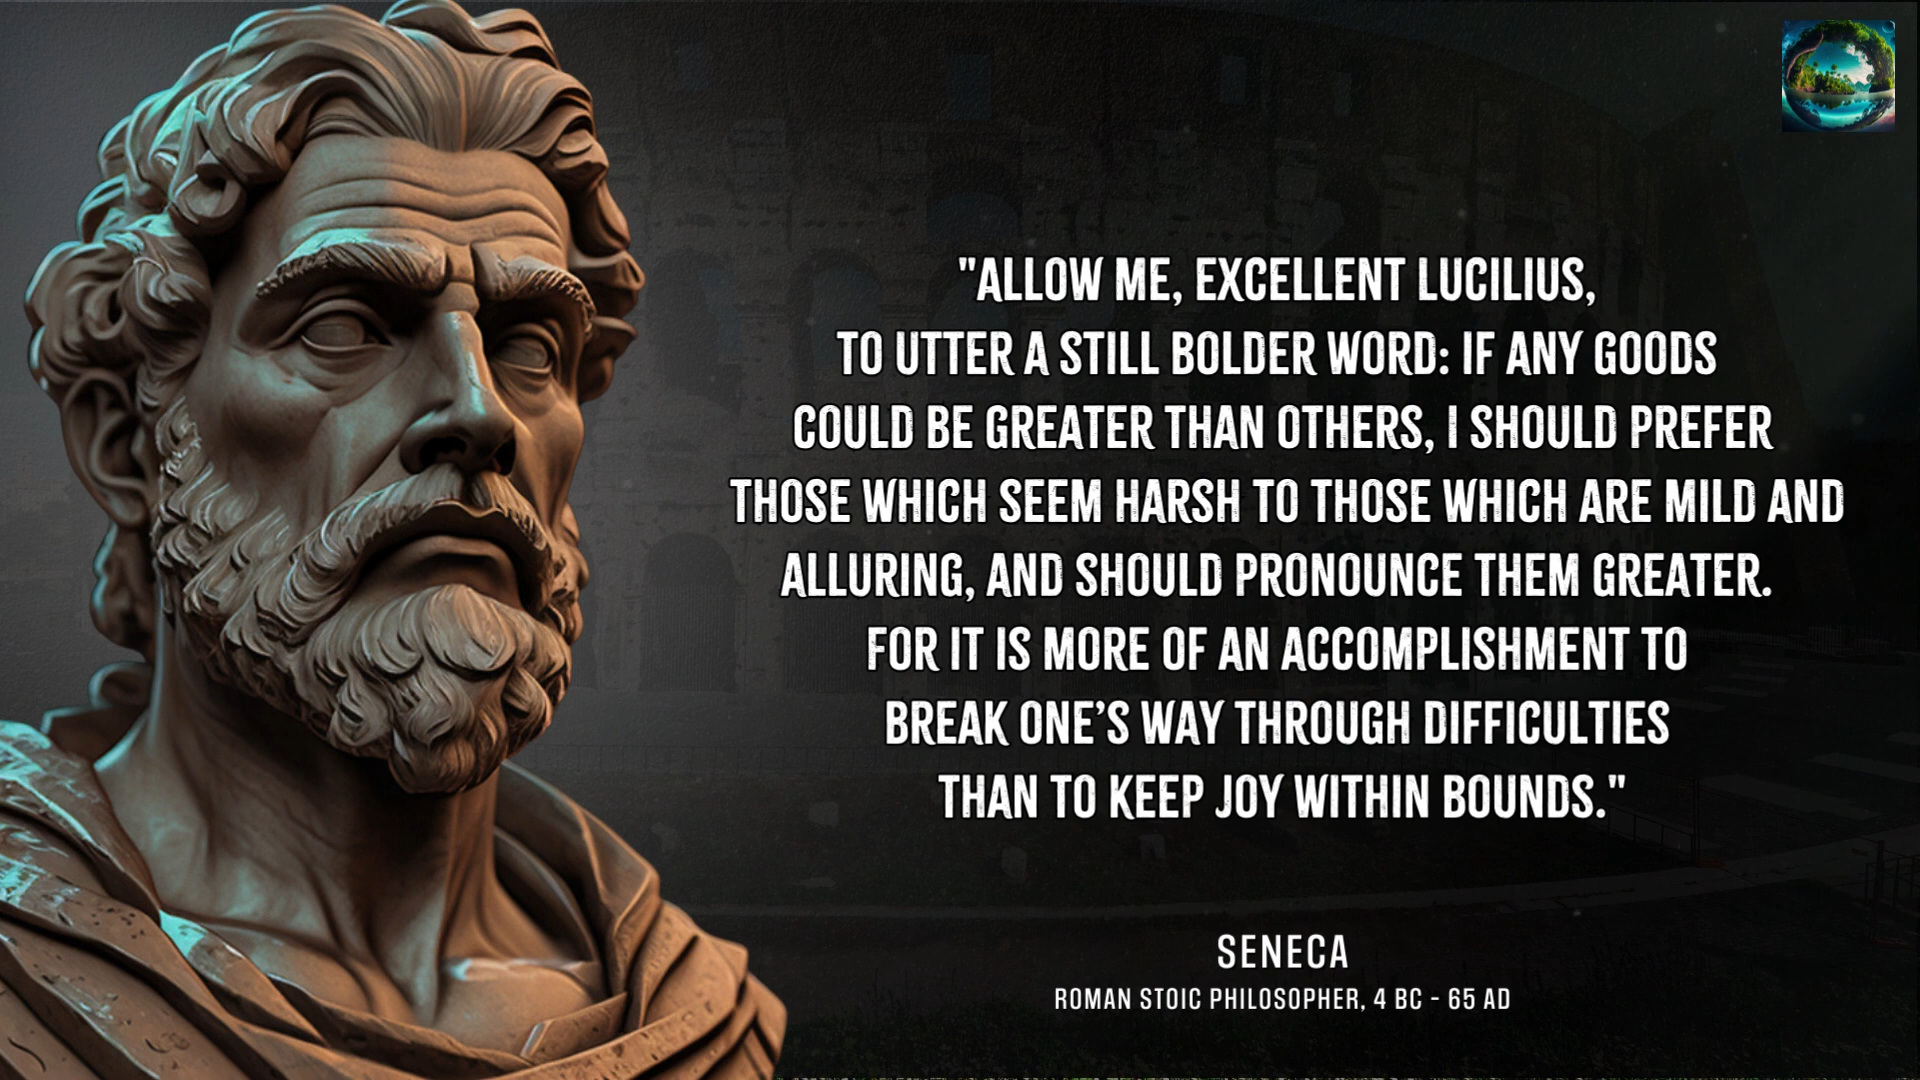 "ALLOW ME, EXCELLENT LUCILIUS,
TO UTTER A STILL BOLDER WORD: IF ANY GOODS
COULD BE GREATER THAN OTHERS, I SHOULD PREFER
THOSE WHICH SEEM HARSH TO THOSE WHICH ARE MILD AND
ALLURING, AND SHOULD PRONOUNCE THEM GREATER.
FOR IT IS MORE OF AN ACCOMPLISHMENT TO
BREAK ONE’S WAY THROUGH DIFFICULTIES
THAN TO KEEP JOY WITHIN BOUNDS."
SENECA
ROMAN STOIC PHILOSOPHER, 4 BC - 65 AD